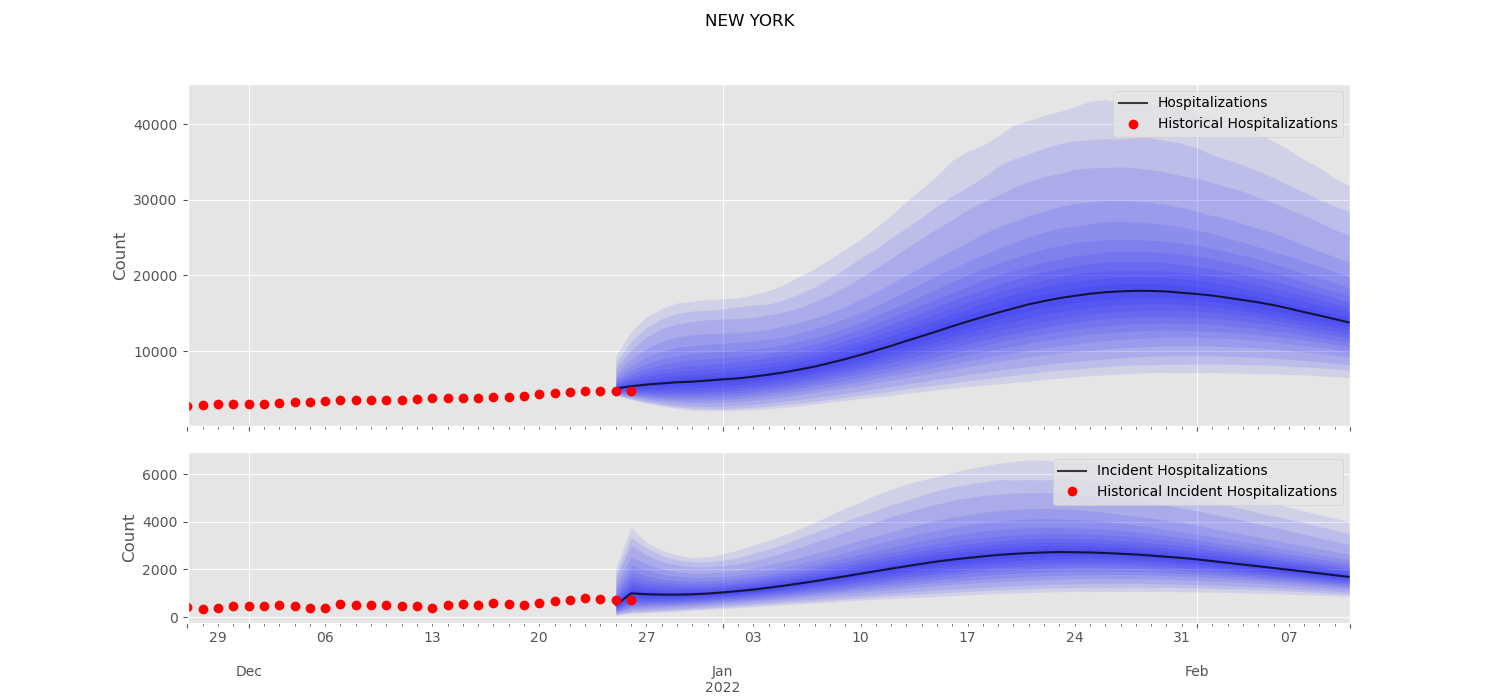 NEW YORK
Hospitalizations
Historical Hospitalizations
Count
40000
30000
20000
10000
Incident Hospitalizations
Historical Incident Hospitalizations
Count
6000
4000
2000
0
29 06 13 20 27 03 10 17 24 31 07
Dec Jan Feb
2022